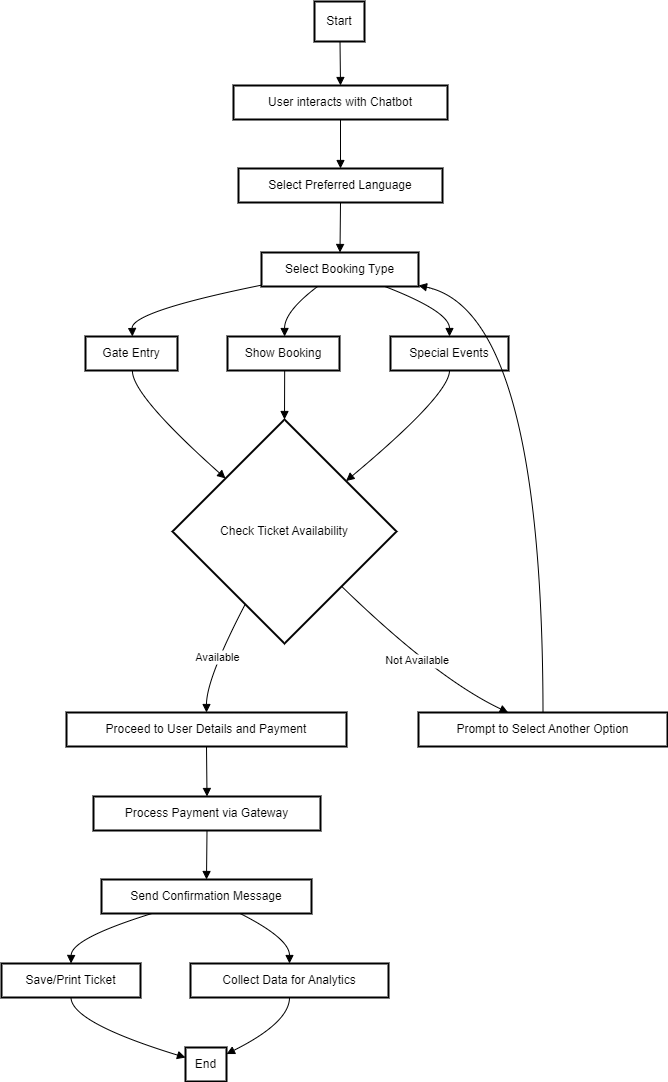 Start
User interacts with Chatbot
Select Preferred Language
Select Booking Type
Gate Entry
Show Booking
Special Events
Check Ticket Availability
Available
Not Available
Proceed to User Details and Payment
Prompt to Select Another Option
Process Payment via Gateway
Send Confirmation Message
Save/Print Ticket
Collect Data for Analytics
End